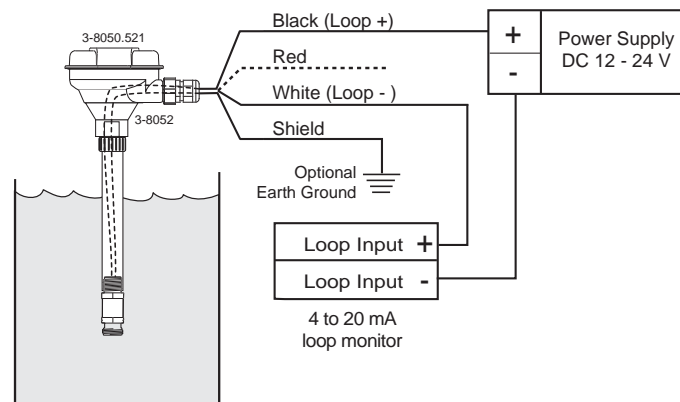 3-8050.521
3-8052
Black (Loop +)
Red
White (Loop - )
Shield
Optional
Earth Ground
+
-
Power Supply
DC 12 - 24 V
Loop Input +
Loop Input -
4 to 20 mA
loop monitor